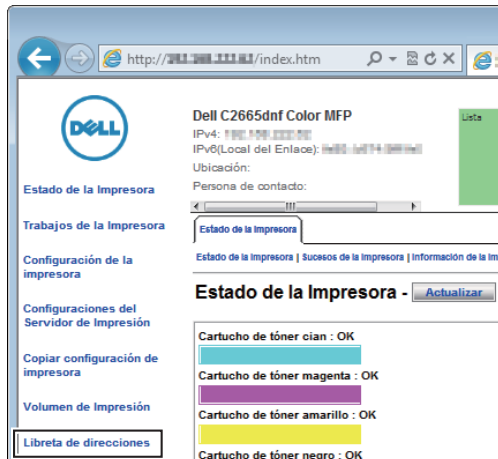 http:// /index.htm
DELL
Dell C2665dnf Color MFP
IPv4:
IPv6(Local del Enlace):
Ubicación:
Persona de contacto:
Lista
Estado de la Impresora
Trabajos de la Impresora
Configuración de la
impresora
Configuraciones del
Servidor de Impresión
Copiar configuración de
impresora
Volumen de Impresión
Libreta de direcciones
Estado de la Impresora
Estado de la Impresora | Sucesos de la Impresora | Información de la Im
Estado de la Impresora - Actualizar
Cartucho de tóner cian : OK
Cartucho de tóner magenta : OK
Cartucho de tóner amarillo : OK
Cartucho de tóner negro : OK